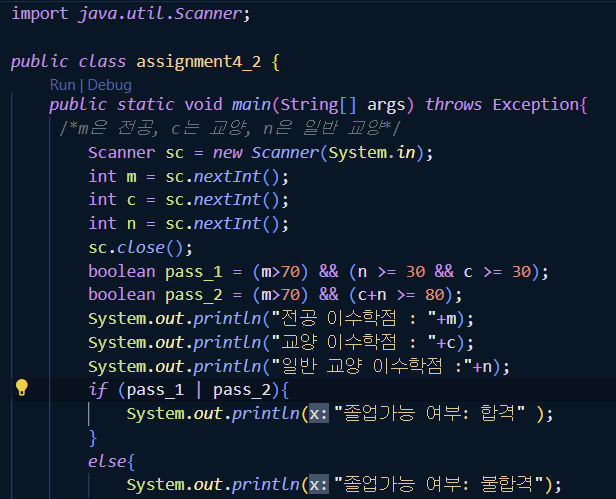 import java.util.Scanner;
public class assignment4_2 {
Run | Debug
public static void main(String[] args) throws Exception{
/*m은 전공, c는 교양, n은 일반 교양*/
Scanner sc = new Scanner(System.in);
int m = sc.nextInt();
int c = sc.nextInt();
int n = sc.nextInt();
sc.close();
boolean pass_1 = (m>70) && (n >= 30 && c >= 30);
boolean pass_2 = (m>70) && (c+n >= 80);
System.out.println("전공 이수학점 : "+m);
System.out.println("교양 이수학점 : "+c);
System.out.println("일반 교양 이수학점 :"+n);
if (pass_1 | pass_2){
System.out.println(x: "졸업가능 여부: 합격" );
}
else{
System.out.println(x: "졸업가능 여부: 불합격");